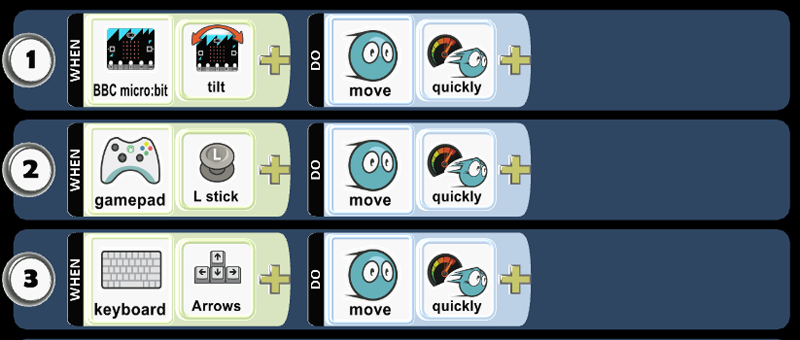 1 WHEN BBC micro:bit tilt DO move quickly
2 WHEN gamepad L L stick DO move quickly
3 WHEN keyboard Arrows DO move quickly